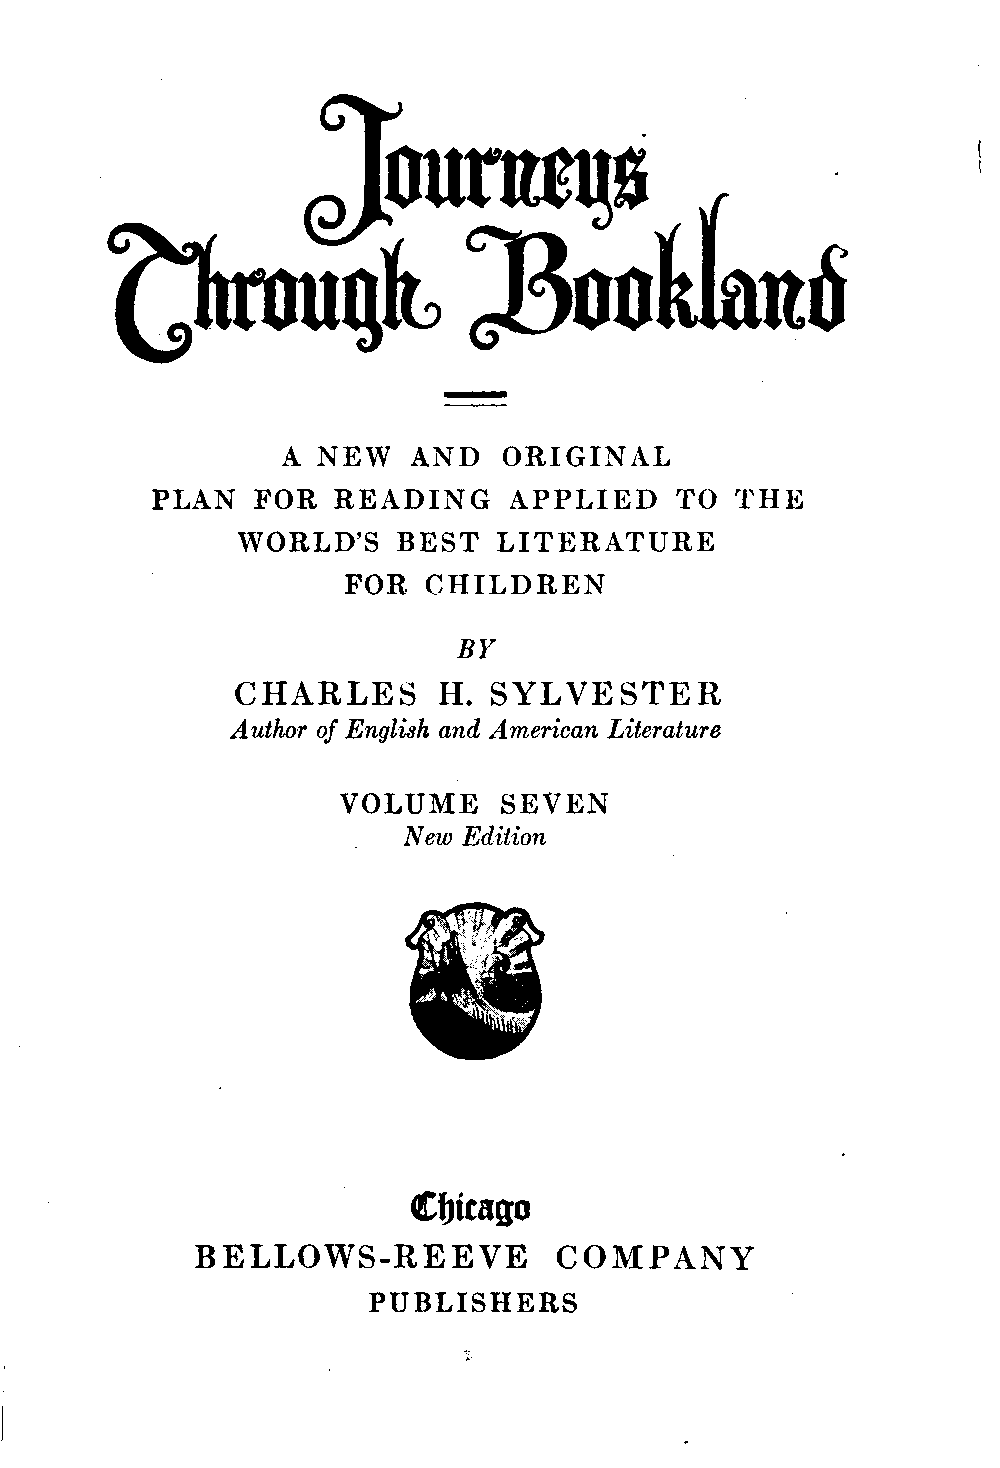 Journeys
Through Bookland
A NEW AND ORIGINAL
PLAN FOR READING APPLIED TO THE
WORLD'S BEST LITERATURE
FOR CHILDREN
BY
CHARLES H. SYLVESTER
Author of English and American Literature
VOLUME SEVEN
New Edition
Chicago
BELLOWS-REEVE COMPANY
PUBLISHERS